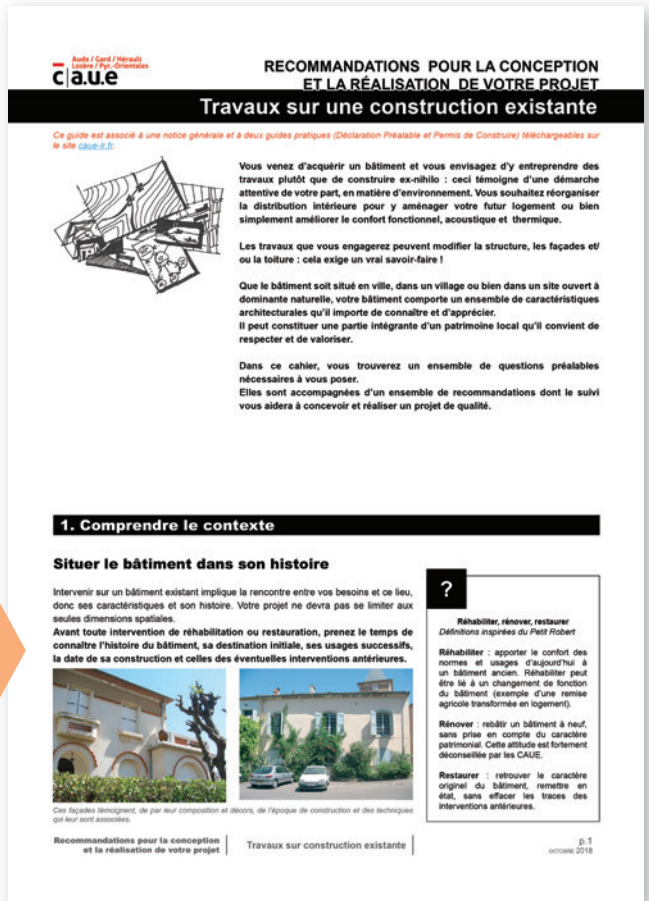 Aude / Gard / Hérault
Lozère / Pyr.-Orientales
c|a.u.e
RECOMMANDATIONS POUR LA CONCEPTION
ET LA RÉALISATION DE VOTRE PROJET
Travaux sur une construction existante
Ce guide est associé à une notice générale et à deux guides pratiques (Déclaration Préalable et Permis de Construire) téléchargeables sur
le site caue-lr.fr.
Vous venez d'acquérir un bâtiment et vous envisagez d'y entreprendre des
travaux plutôt que de construire ex-nihilo : ceci témoigne d'une démarche
attentive de votre part, en matière d'environnement. Vous souhaitez réorganiser
la distribution intérieure pour y aménager votre futur logement ou bien
simplement améliorer le confort fonctionnel, acoustique et thermique.
Les travaux que vous engagerez peuvent modifier la structure, les façades et/
ou la toiture : cela exige un vrai savoir-faire !
Que le bâtiment soit situé en ville, dans un village ou bien dans un site ouvert à
dominante naturelle, votre bâtiment comporte un ensemble de caractéristiques
architecturales qu'il importe de connaître et d'apprécier.
Il peut constituer une partie intégrante d'un patrimoine local qu'il convient de
respecter et de valoriser.
Dans ce cahier, vous trouverez un ensemble de questions préalables
nécessaires à vous poser.
Elles sont accompagnées d'un ensemble de recommandations dont le suivi
vous aidera à concevoir et réaliser un projet de qualité.
1. Comprendre le contexte
Situer le bâtiment dans son histoire
Intervenir sur un bâtiment existant implique la rencontre entre vos besoins et ce lieu,
donc ses caractéristiques et son histoire. Votre projet ne devra pas se limiter aux
seules dimensions spatiales.
Avant toute intervention de réhabilitation ou restauration, prenez le temps de
connaître l'histoire du bâtiment, sa destination initiale, ses usages successifs,
la date de sa construction et celles des éventuelles interventions antérieures.
Ces façades témoignent, de par leur composition et décors, de l'époque de construction et des techniques
qui leur sont associées.
?
Réhabiliter, rénover, restaurer
Définitions inspirées du Petit Robert
Réhabiliter : apporter le confort des
normes et usages d'aujourd'hui à
un bâtiment ancien. Réhabiliter peut
être lié à un changement de fonction
du bâtiment (exemple d'une remise
agricole transformée en logement).
Rénover : rebâtir un bâtiment à neuf,
sans prise en compte du caractère
patrimonial. Cette attitude est fortement
déconseillée par les CAUE.
Restaurer : retrouver le caractère
originel du bâtiment, remettre en
état, sans effacer les traces des
interventions antérieures.
Recommandations pour la conception
et la réalisation de votre projet
Travaux sur construction existante
p.1
OCTOBRE 2018